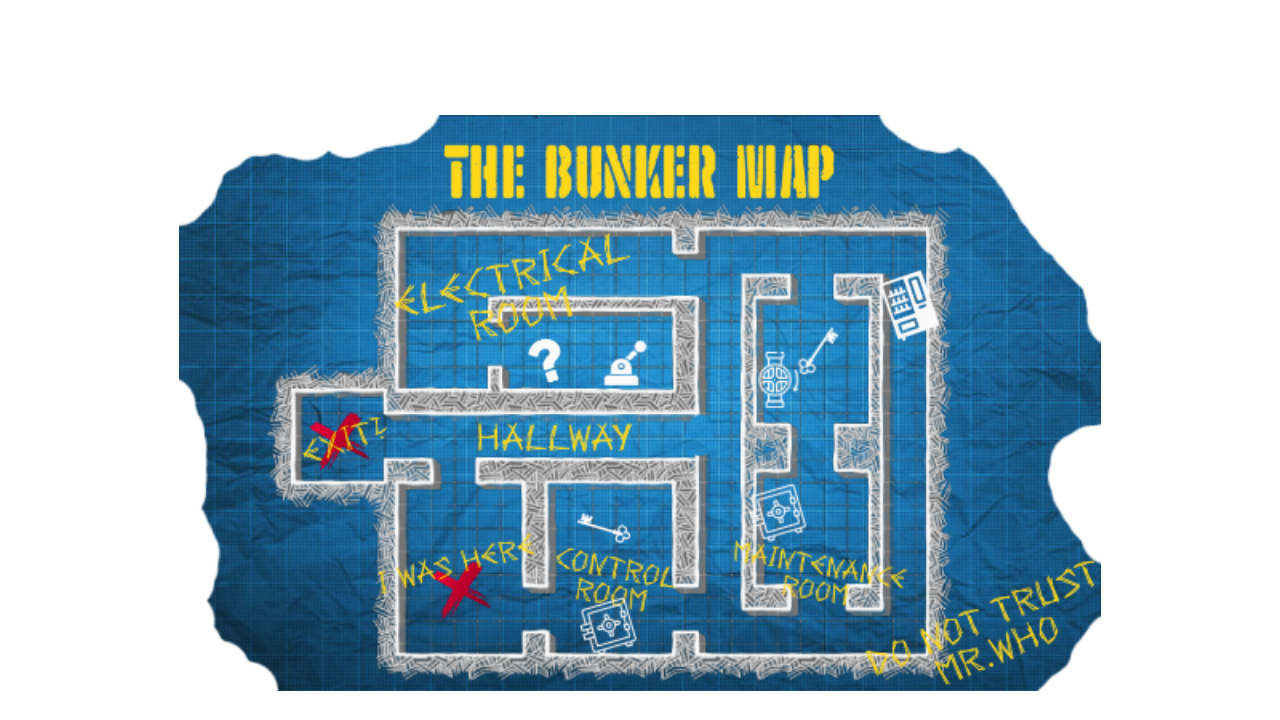 THE BUNKER MAP
ELECTRICAL
ROOM
?
EXIT?
HALLWAY
I WAS HERE
CONTROL
ROOM
MAINTENANCE
ROOM
DO NOT TRUST
MR.WHO